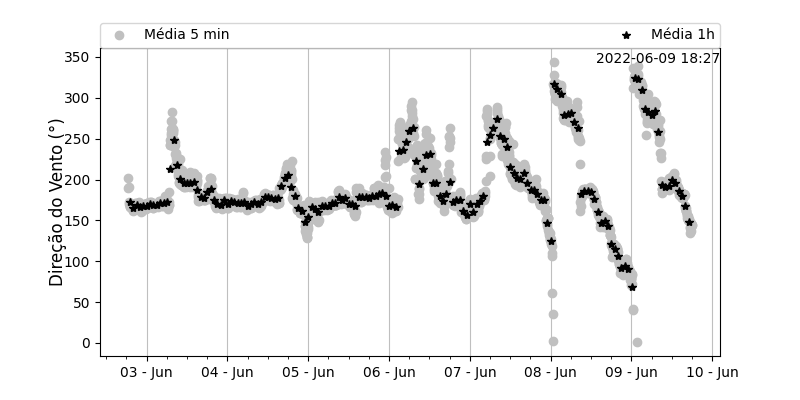 Média 5 min
Média 1h
2022-06-09 18:27
Direção do Vento (°)
350
300
250
200
150
100
50
0
03 - Jun
04 - Jun
05 - Jun
06 - Jun
07 - Jun
08 - Jun
09 - Jun
10 - Jun